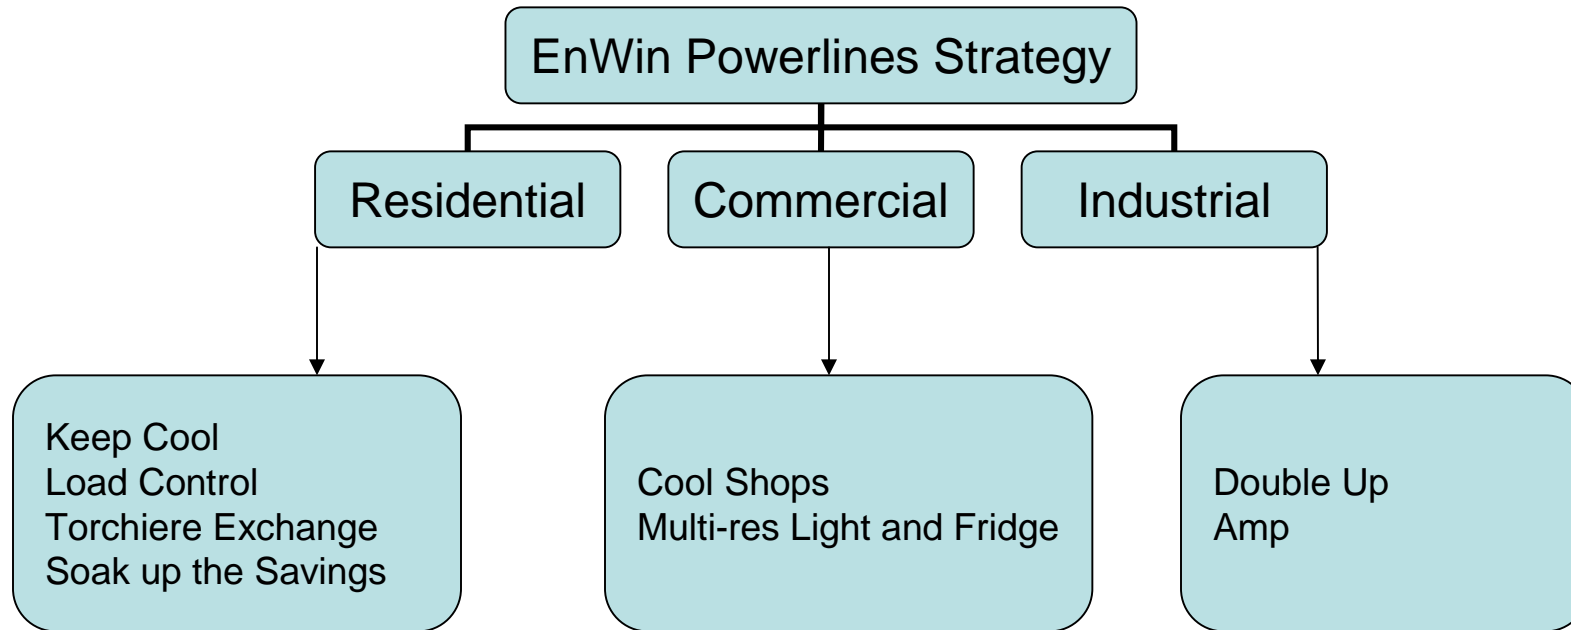 EnWin Powerlines Strategy
Residential
Commercial
Industrial
Keep Cool
Load Control
Torchiere Exchange
Soak up the Savings
Cool Shops
Multi-res Light and Fridge
Double Up
Amp